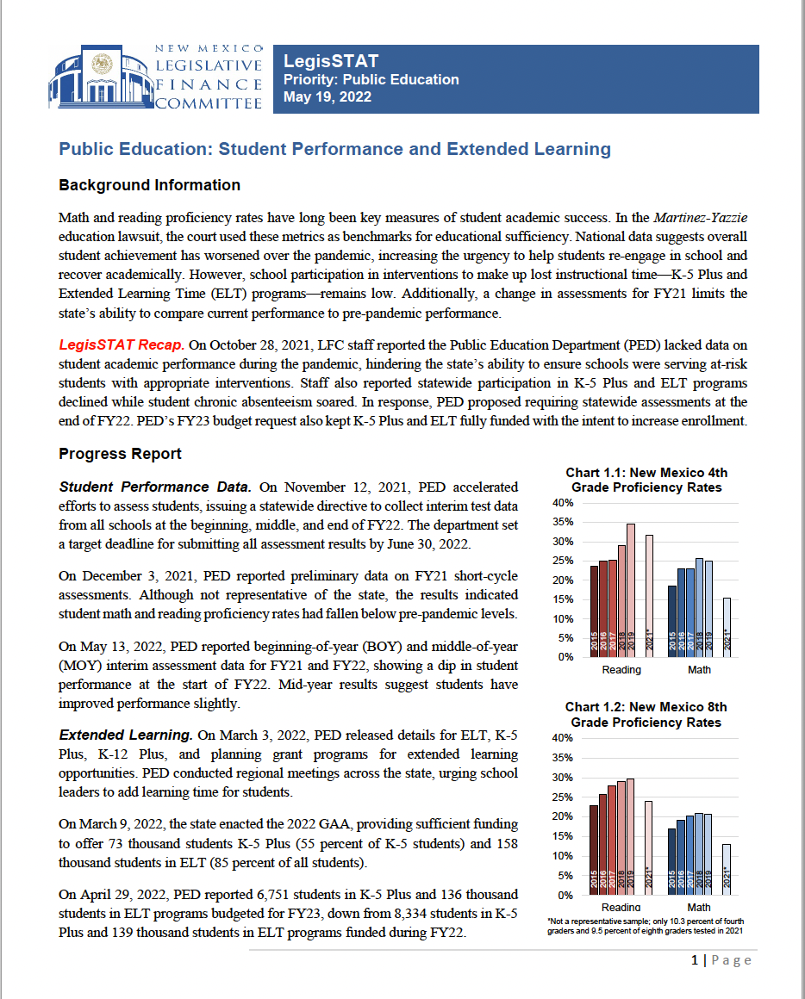 NEW MEXICO
LEGISLATIVE
FINANCE
COMMITTEE
LegisSTAT
Priority: Public Education
May 19, 2022
Public Education: Student Performance and Extended Learning
Background Information
Math and reading proficiency rates have long been key measures of student academic success. In the Martinez-Yazzie
education lawsuit, the court used these metrics as benchmarks for educational sufficiency. National data suggests overall
student achievement has worsened over the pandemic, increasing the urgency to help students re-engage in school and
recover academically. However, school participation in interventions to make up lost instructional time—K-5 Plus and
Extended Learning Time (ELT) programs—remains low. Additionally, a change in assessments for FY21 limits the
state's ability to compare current performance to pre-pandemic performance.
LegisSTAT Recap. On October 28, 2021, LFC staff reported the Public Education Department (PED) lacked data on
student academic performance during the pandemic, hindering the state's ability to ensure schools were serving at-risk
students with appropriate interventions. Staff also reported statewide participation in K-5 Plus and ELT programs
declined while student chronic absenteeism soared. In response, PED proposed requiring statewide assessments at the
end of FY22. PED's FY23 budget request also kept K-5 Plus and ELT fully funded with the intent to increase enrollment.
Progress Report
Student Performance Data. On November 12, 2021, PED accelerated
efforts to assess students, issuing a statewide directive to collect interim test data
from all schools at the beginning, middle, and end of FY22. The department set
a target deadline for submitting all assessment results by June 30, 2022.
On December 3, 2021, PED reported preliminary data on FY21 short-cycle
assessments. Although not representative of the state, the results indicated
student math and reading proficiency rates had fallen below pre-pandemic levels.
On May 13, 2022, PED reported beginning-of-year (BOY) and middle-of-year
(MOY) interim assessment data for FY21 and FY22, showing a dip in student
performance at the start of FY22. Mid-year results suggest students have
improved performance slightly.
Extended Learning. On March 3, 2022, PED released details for ELT, K-5
Plus, K-12 Plus, and planning grant programs for extended learning
opportunities. PED conducted regional meetings across the state, urging school
leaders to add learning time for students.
On March 9, 2022, the state enacted the 2022 GAA, providing sufficient funding
to offer 73 thousand students K-5 Plus (55 percent of K-5 students) and 158
thousand students in ELT (85 percent of all students).
On April 29, 2022, PED reported 6,751 students in K-5 Plus and 136 thousand
students in ELT programs budgeted for FY23, down from 8,334 students in K-5
Plus and 139 thousand students in ELT programs funded during FY22.
Chart 1.1: New Mexico 4th
Grade Proficiency Rates
40%
35%
30%
25%
20%
15%
10%
5%
0%
2015 2016 2017 2018 2019 2021* 2015 2016 2017 2018 2019 2021*
Reading Math
Chart 1.2: New Mexico 8th
Grade Proficiency Rates
40%
35%
30%
25%
20%
15%
10%
5%
0%
2015 2016 2017 2018 2019 2021* 2015 2016 2017 2018 2019 2021*
Reading Math
*Not a representative sample; only 10.3 percent of fourth
graders and 9.5 percent of eighth graders tested in 2021
1 | Page